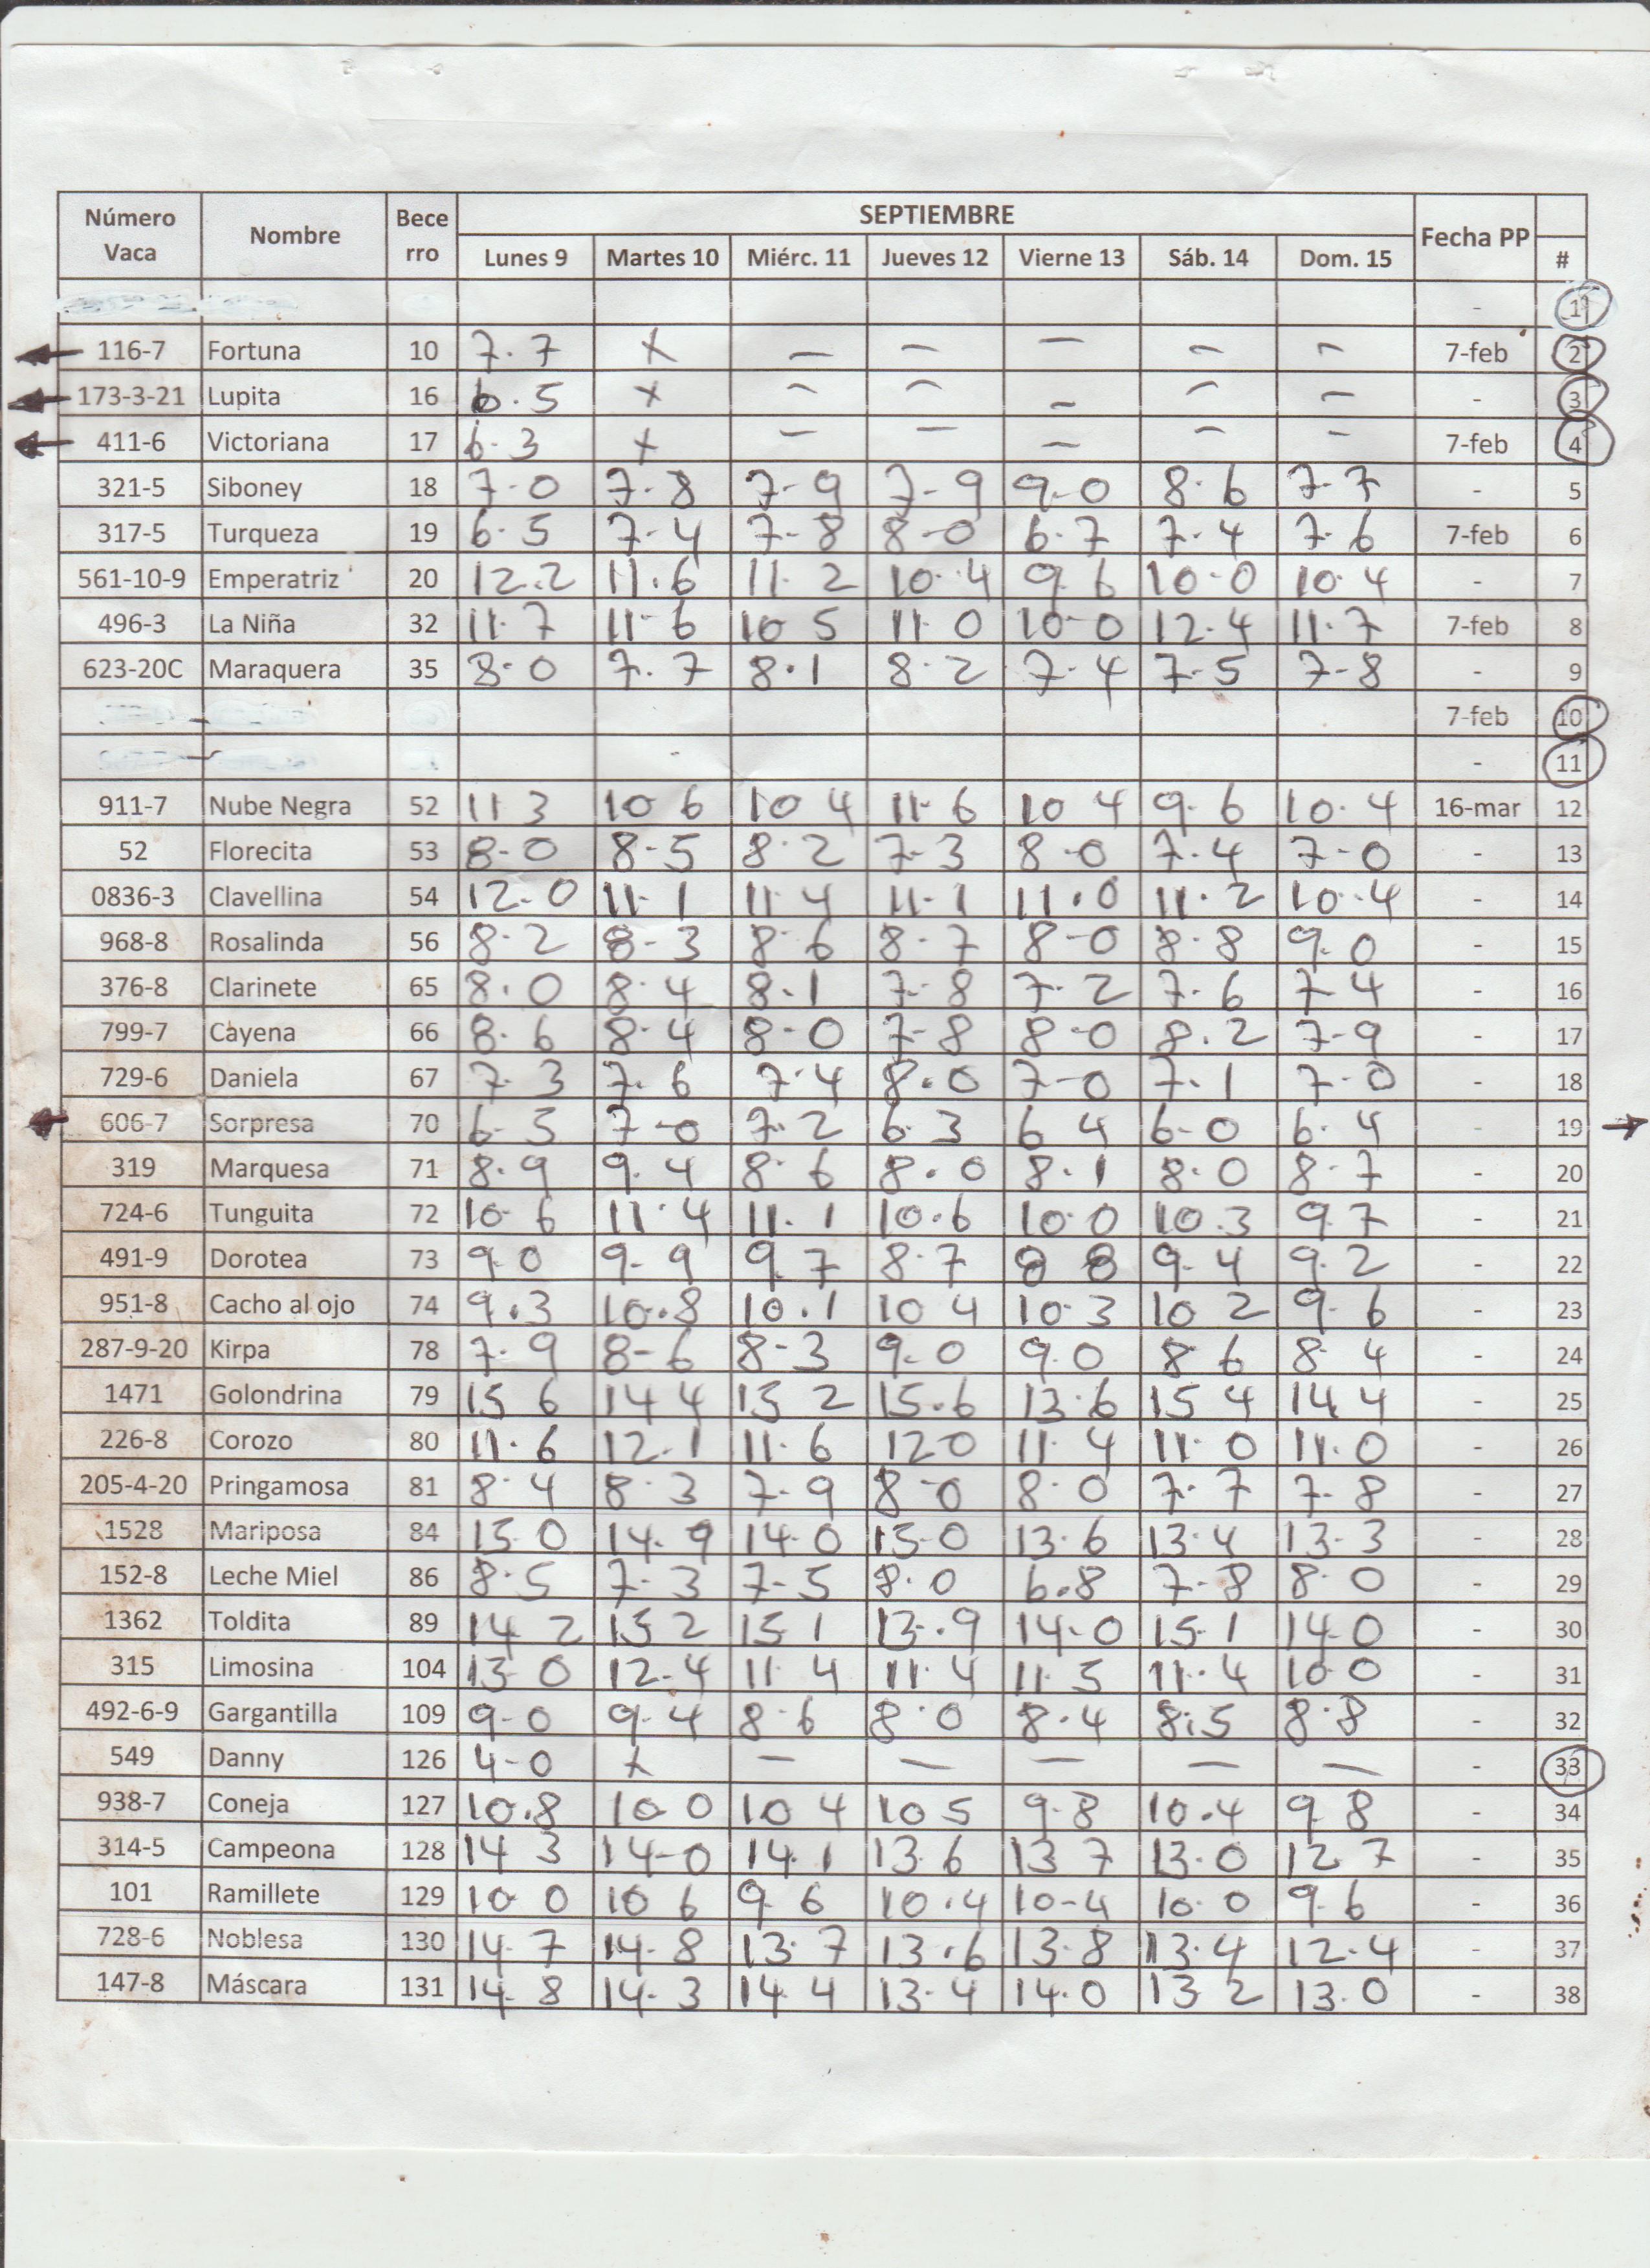 Número Vaca Nombre Becerro SEPTIEMBRE Fecha PP #
Lunes 9 Martes 10 Miérc. 11 Jueves 12 Vierne 13 Sáb. 14 Dom. 15
- 1
116-7 Fortuna 10 7.7 x - - - - - 7-feb 2
173-3-21 Lupita 16 6.5 x - - - - - - 3
411-6 Victoriana 17 6.3 x - - - - - 7-feb 4
321-5 Siboney 18 7-0 7.8 7-9 7-9 9-0 8.6 7-7 - 5
317-5 Turqueza 19 6.5 7-4 7-8 8-0 6.7 7.4 7.6 7-feb 6
561-10-9 Emperatriz 20 12.2 11.6 11.2 10.4 9.6 10-0 10.4 - 7
496-3 La Niña 32 11.7 11-6 10 5 11.0 10-0 12.4 11.7 7-feb 8
623-20C Maraquera 35 8-0 7.7 8.1 8.2 7-4 7-5 7-8 - 9
7-feb 10
- 11
911-7 Nube Negra 52 11 3 10 6 10 4 11-6 10 4 9.6 10.4 16-mar 12
52 Florecita 53 8-0 8-5 8.2 7-3 8-0 7.4 7-0 - 13
0836-3 Clavellina 54 12-0 11-1 11.4 11-1 11.0 11.2 10.4 - 14
968-8 Rosalinda 56 8.2 8-3 8.6 8.7 8-0 8.8 9.0 - 15
376-8 Clarinete 65 8.0 8.4 8.1 7-8 7.2 7.6 7-4 - 16
799-7 Cayena 66 8.6 8.4 8-0 7-8 8-0 8.2 7-9 - 17
729-6 Daniela 67 7.3 7.6 7.4 8.0 7-0 7.1 7-0 - 18
606-7 Sorpresa 70 6-5 7-0 7.2 6.3 6 4 6-0 6.4 - 19
319 Marquesa 71 8.9 9.4 8.6 8.0 8.1 8.0 8.7 - 20
724-6 Tunguita 72 10-6 11.4 11.1 10.6 10.0 10.3 9.7 - 21
491-9 Dorotea 73 9.0 9-9 9.7 8.7 8 8 9-4 9.2 - 22
951-8 Cacho al ojo 74 9.3 10.8 10.1 10 4 10.3 10 2 9.6 - 23
287-9-20 Kirpa 78 7.9 8-6 8-3 9-0 9.0 8 6 8.4 - 24
1471 Golondrina 79 15 6 14 4 15 2 15.6 13.6 15 4 14 4 - 25
226-8 Corozo 80 11.6 12.1 11.6 12 0 11.4 11.0 11.0 - 26
205-4-20 Pringamosa 81 8.4 8.3 7-9 8-0 8.0 7.7 7-8 - 27
1528 Mariposa 84 15.0 14.9 14.0 15-0 13.6 13.4 13.3 - 28
152-8 Leche Miel 86 8.5 7-3 7-5 8.0 6.8 7-8 8.0 - 29
1362 Toldita 89 14 2 15 2 15 1 13.9 14-0 15.1 14-0 - 30
315 Limosina 104 13 0 12-4 11 4 11.4 11.5 11.4 10 0 - 31
492-6-9 Gargantilla 109 9-0 9-4 8.6 8.0 8.4 8.5 8.8 - 32
549 Danny 126 4-0 x - - - - - - 33
938-7 Coneja 127 10.8 10-0 10 4 10 5 9-8 10.4 9 8 - 34
314-5 Campeona 128 14 3 14-0 14.1 13.6 13 7 13.0 12 7 - 35
101 Ramillete 129 10 0 10 6 9 6 10.4 10-4 10.0 9.6 - 36
728-6 Noblesa 130 14.7 14.8 13.7 13.6 13-8 13.4 12.4 - 37
147-8 Máscara 131 14.8 14.3 14 4 13.4 14.0 13 2 13.0 - 38